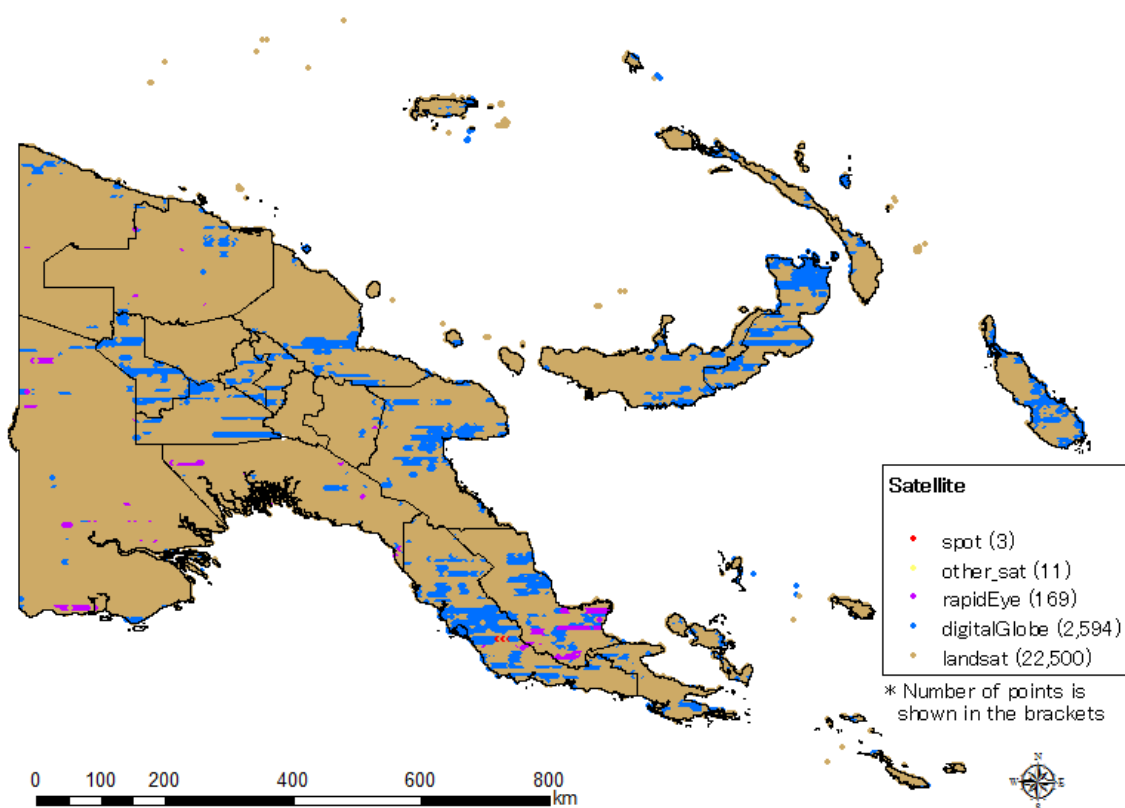 Satellite
spot (3)
other_sat (11)
rapidEye (169)
digitalGlobe (2,594)
landsat (22,500)
* Number of points is
shown in the brackets
N
W E
S
0 100 200 400 600 800
km